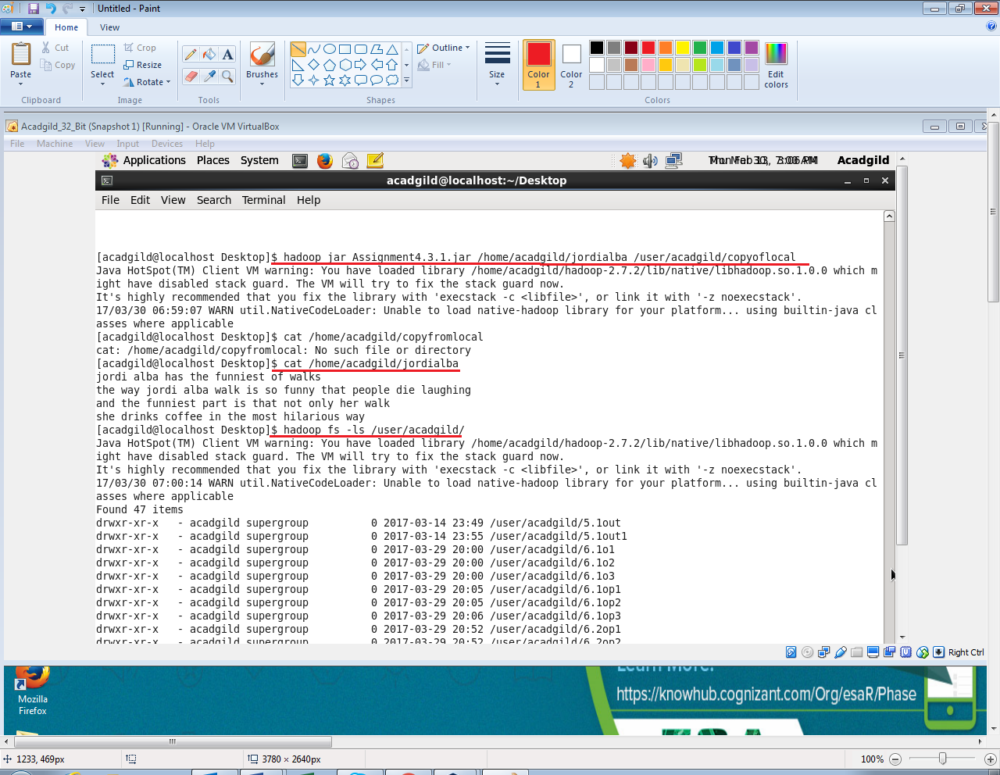 Untitled - Paint
Home View
Paste Cut Copy Clipboard
Select Crop Resize Rotate Image
Tools
Brushes
Outline Fill Shapes
Size
Color 1 Color 2 Edit colors Colors
Acadgild_32_Bit (Snapshot 1) [Running] - Oracle VM VirtualBox
File Machine View Input Devices Help
Applications Places System Acadgild
acadgild@localhost:~/Desktop
File Edit View Search Terminal Help
[acadgild@localhost Desktop]$ hadoop jar Assignment4.3.1.jar /home/acadgild/jordialba /user/acadgild/copyoflocal
Java HotSpot(TM) Client VM warning: You have loaded library /home/acadgild/hadoop-2.7.2/lib/native/libhadoop.so.1.0.0 which m
ight have disabled stack guard. The VM will try to fix the stack guard now.
It's highly recommended that you fix the library with 'execstack -c <libfile>', or link it with '-z noexecstack'.
17/03/30 06:59:07 WARN util.NativeCodeLoader: Unable to load native-hadoop library for your platform... using builtin-java cl
asses where applicable
[acadgild@localhost Desktop]$ cat /home/acadgild/copyfromlocal
cat: /home/acadgild/copyfromlocal: No such file or directory
[acadgild@localhost Desktop]$ cat /home/acadgild/jordialba
jordi alba has the funniest of walks
the way jordi alba walk is so funny that people die laughing
and the funniest part is that not only her walk
she drinks coffee in the most hilarious way
[acadgild@localhost Desktop]$ hadoop fs -ls /user/acadgild/
Java HotSpot(TM) Client VM warning: You have loaded library /home/acadgild/hadoop-2.7.2/lib/native/libhadoop.so.1.0.0 which m
ight have disabled stack guard. The VM will try to fix the stack guard now.
It's highly recommended that you fix the library with 'execstack -c <libfile>', or link it with '-z noexecstack'.
17/03/30 07:00:14 WARN util.NativeCodeLoader: Unable to load native-hadoop library for your platform... using builtin-java cl
asses where applicable
Found 47 items
drwxr-xr-x   - acadgild supergroup          0 2017-03-14 23:49 /user/acadgild/5.1out
drwxr-xr-x   - acadgild supergroup          0 2017-03-14 23:55 /user/acadgild/5.1out1
drwxr-xr-x   - acadgild supergroup          0 2017-03-29 20:00 /user/acadgild/6.1o1
drwxr-xr-x   - acadgild supergroup          0 2017-03-29 20:00 /user/acadgild/6.1o2
drwxr-xr-x   - acadgild supergroup          0 2017-03-29 20:00 /user/acadgild/6.1o3
drwxr-xr-x   - acadgild supergroup          0 2017-03-29 20:05 /user/acadgild/6.1op1
drwxr-xr-x   - acadgild supergroup          0 2017-03-29 20:05 /user/acadgild/6.1op2
drwxr-xr-x   - acadgild supergroup          0 2017-03-29 20:06 /user/acadgild/6.1op3
drwxr-xr-x   - acadgild supergroup          0 2017-03-29 20:52 /user/acadgild/6.2op1
drwxr-xr-x   - acadgild supergroup          0 2017-03-29 20:52 /user/acadgild/6.2op2
Right Ctrl
Learn More:
https://knowhub.cognizant.com/Org/esaR/Phase
Mozilla
Firefox
1233, 469px 3780 × 2640px 100%